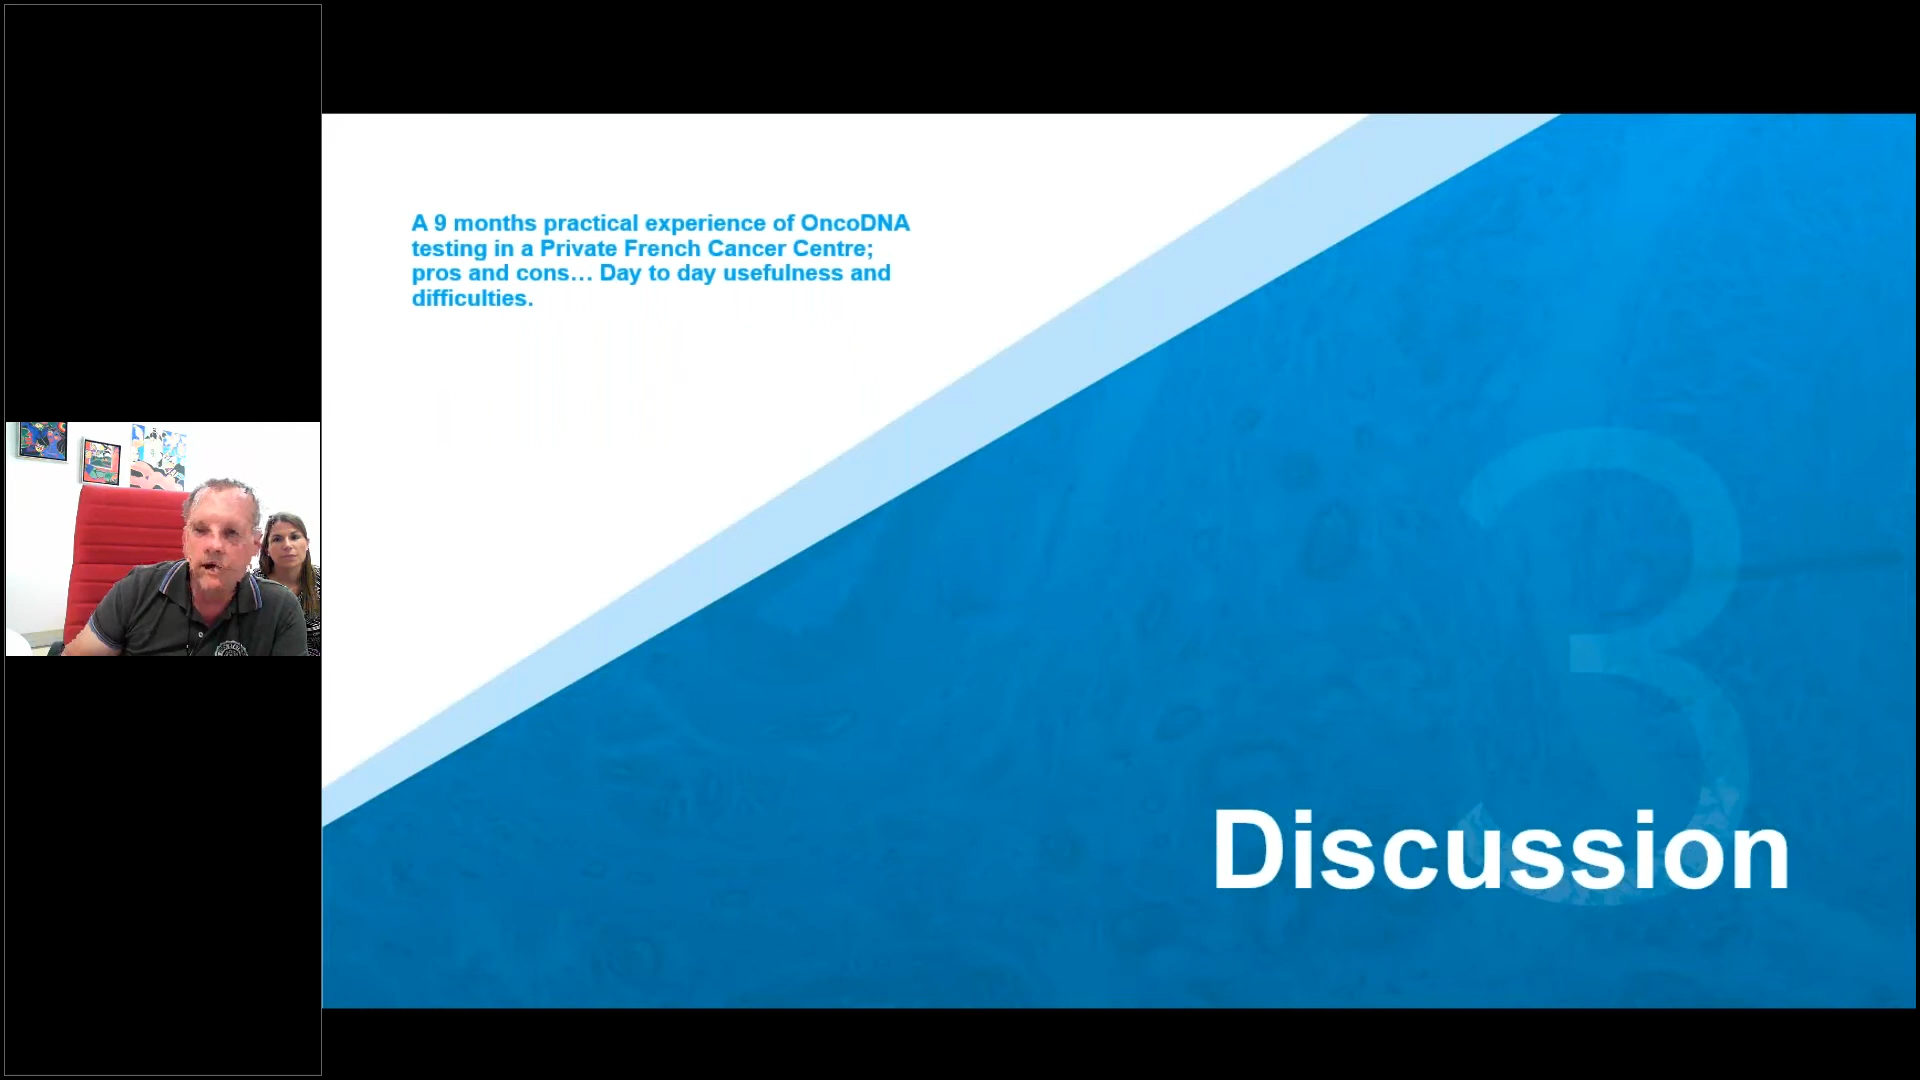 A 9 months practical experience of OncoDNA
testing in a Private French Cancer Centre;
pros and cons… Day to day usefulness and
difficulties.
3
Discussion